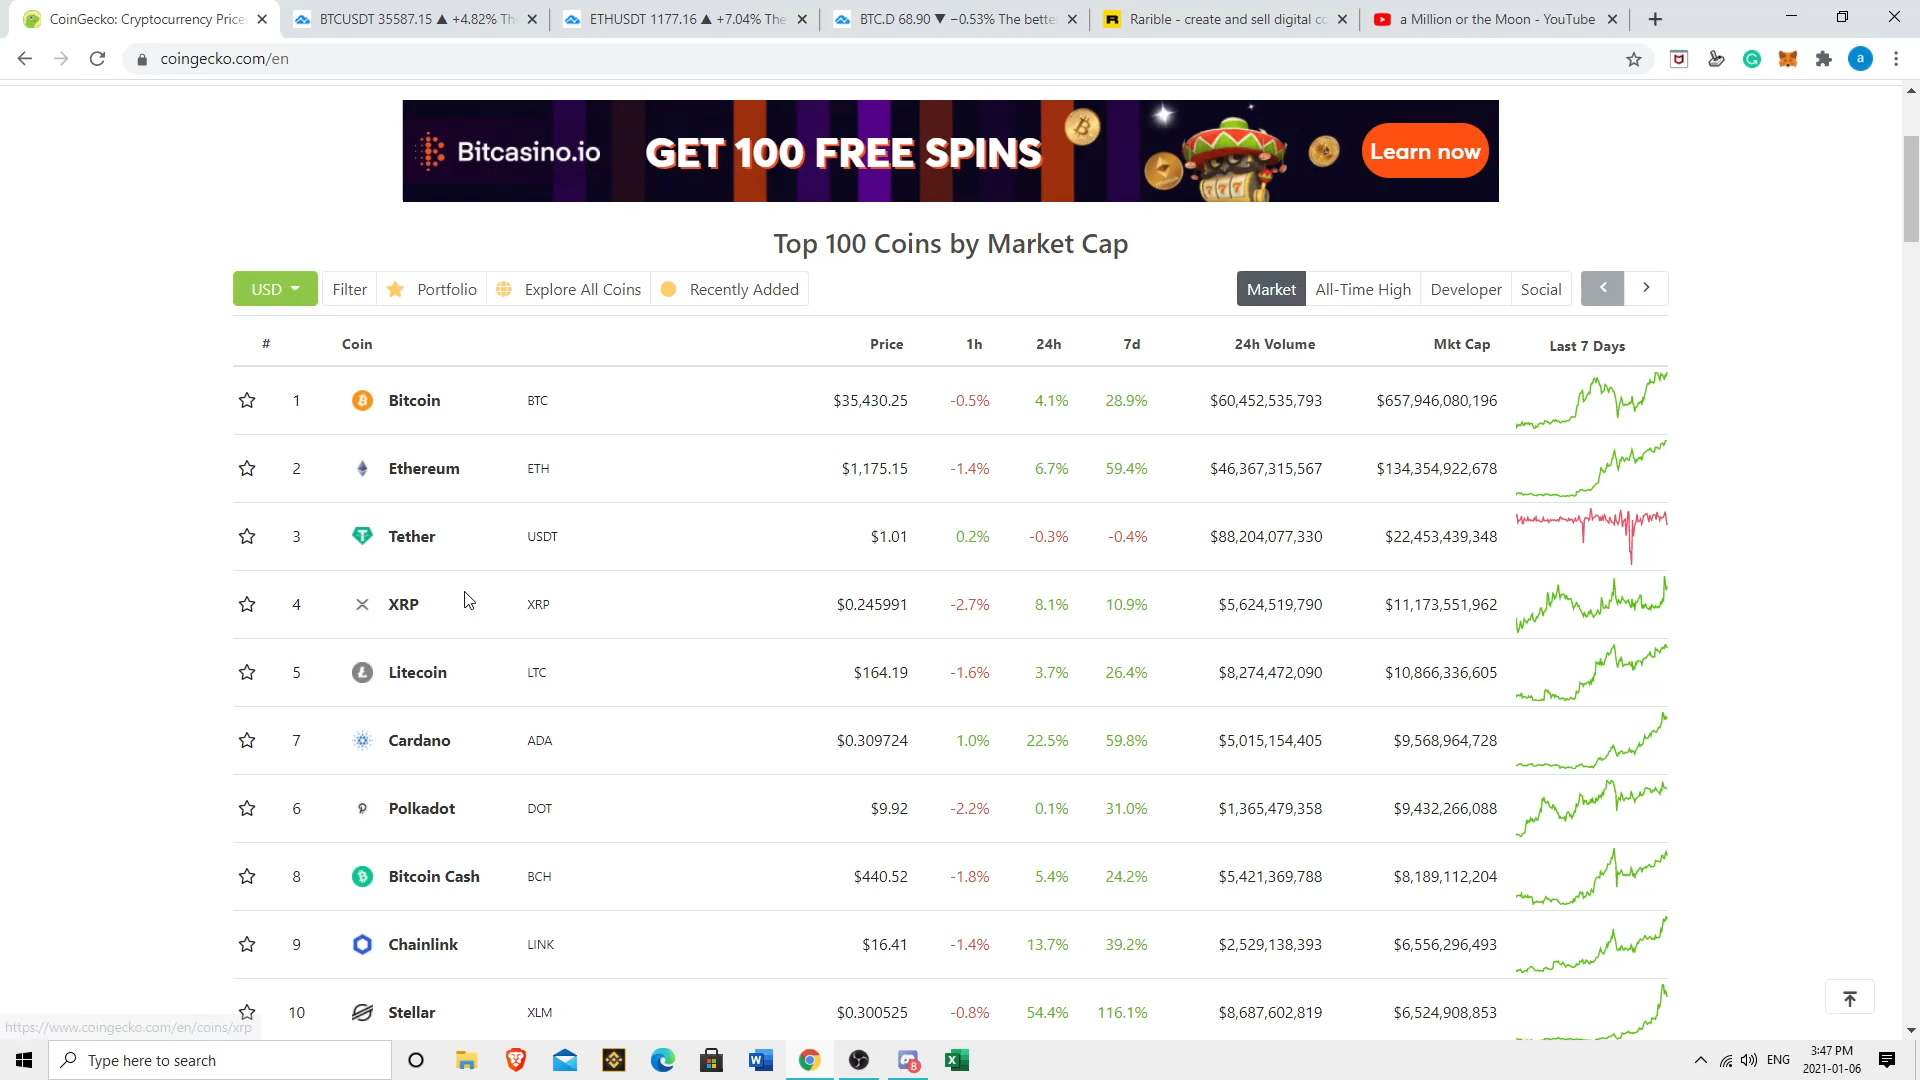 CoinGecko: Cryptocurrency Price
BTCUSDT 35587.15 ▲ +4.82% Th
ETHUSDT 1177.16 ▲ +7.04% The
BTC.D 68.90 ▼ −0.53% The bette
Rarible - create and sell digital co
a Million or the Moon - YouTube
coingecko.com/en
a
Bitcasino.io GET 100 FREE SPINS Learn now
Top 100 Coins by Market Cap
USD Filter Portfolio Explore All Coins Recently Added Market All-Time High Developer Social
# Coin Price 1h 24h 7d 24h Volume Mkt Cap Last 7 Days
1 Bitcoin BTC $35,430.25 -0.5% 4.1% 28.9% $60,452,535,793 $657,946,080,196
2 Ethereum ETH $1,175.15 -1.4% 6.7% 59.4% $46,367,315,567 $134,354,922,678
3 Tether USDT $1.01 0.2% -0.3% -0.4% $88,204,077,330 $22,453,439,348
4 XRP XRP $0.245991 -2.7% 8.1% 10.9% $5,624,519,790 $11,173,551,962
5 Litecoin LTC $164.19 -1.6% 3.7% 26.4% $8,274,472,090 $10,866,336,605
7 Cardano ADA $0.309724 1.0% 22.5% 59.8% $5,015,154,405 $9,568,964,728
6 Polkadot DOT $9.92 -2.2% 0.1% 31.0% $1,365,479,358 $9,432,266,088
8 Bitcoin Cash BCH $440.52 -1.8% 5.4% 24.2% $5,421,369,788 $8,189,112,204
9 Chainlink LINK $16.41 -1.4% 13.7% 39.2% $2,529,138,393 $6,556,296,493
10 Stellar XLM $0.300525 -0.8% 54.4% 116.1% $8,687,602,819 $6,524,908,853
https://www.coingecko.com/en/coins/xrp
Type here to search
8
ENG
3:47 PM
2021-01-06